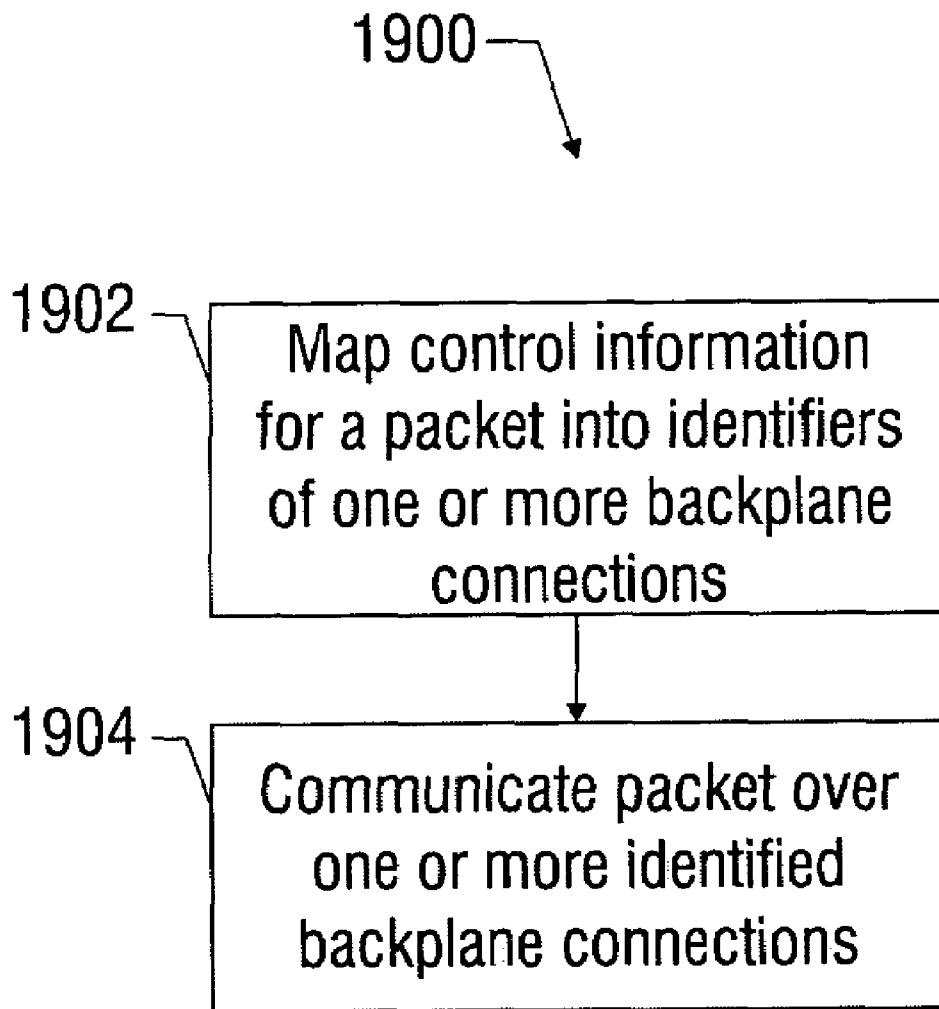 1900
1902
Map control information
for a packet into identifiers
of one or more backplane
connections
1904
Communicate packet over
one or more identified
backplane connections